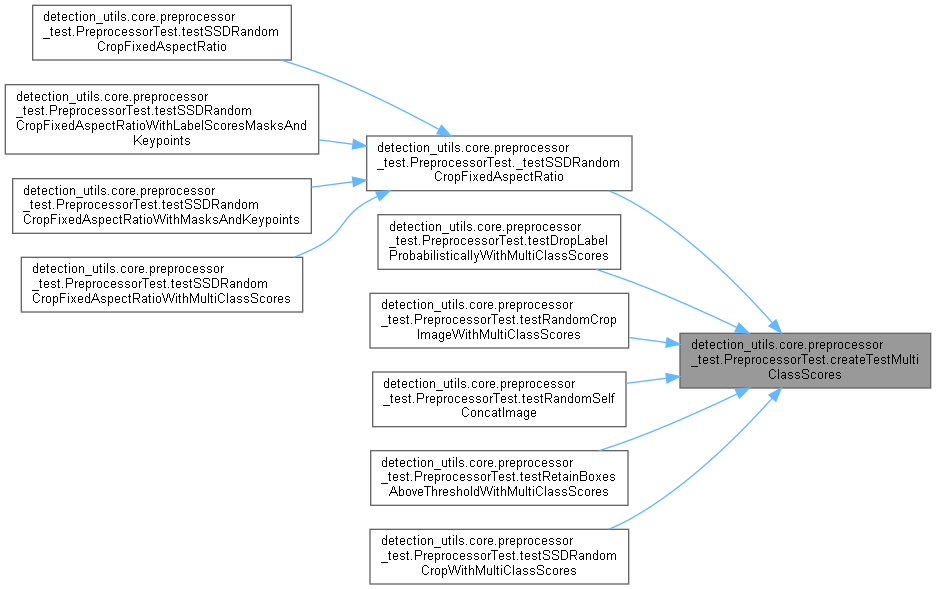 detection_utils.core.preprocessor
_test.PreprocessorTest.testSSDRandom
CropFixedAspectRatio
detection_utils.core.preprocessor
_test.PreprocessorTest.testSSDRandom
CropFixedAspectRatioWithLabelScoresMasksAnd
Keypoints
detection_utils.core.preprocessor
_test.PreprocessorTest.testSSDRandom
CropFixedAspectRatioWithMasksAndKeypoints
detection_utils.core.preprocessor
_test.PreprocessorTest.testSSDRandom
CropFixedAspectRatioWithMultiClassScores
detection_utils.core.preprocessor
_test.PreprocessorTest._testSSDRandom
CropFixedAspectRatio
detection_utils.core.preprocessor
_test.PreprocessorTest.testDropLabel
ProbabilisticallyWithMultiClassScores
detection_utils.core.preprocessor
_test.PreprocessorTest.testRandomCrop
ImageWithMultiClassScores
detection_utils.core.preprocessor
_test.PreprocessorTest.testRandomSelf
ConcatImage
detection_utils.core.preprocessor
_test.PreprocessorTest.testRetainBoxes
AboveThresholdWithMultiClassScores
detection_utils.core.preprocessor
_test.PreprocessorTest.testSSDRandom
CropWithMultiClassScores
detection_utils.core.preprocessor
_test.PreprocessorTest.createTestMulti
ClassScores